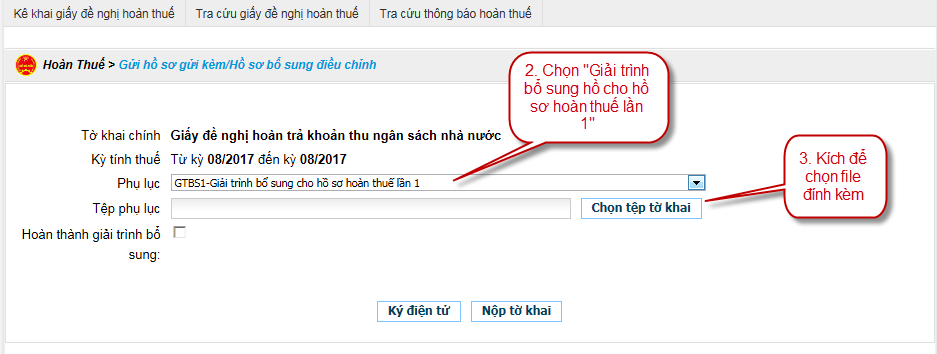 Kê khai giấy đề nghị hoàn thuế Tra cứu giấy đề nghị hoàn thuế Tra cứu thông báo hoàn thuế
Hoàn Thuế > Gửi hồ sơ gửi kèm/Hồ sơ bổ sung điều chỉnh
2. Chọn "Giải trình
bổ sung hồ cho hồ
sơ hoàn thuế lần
1"
Tờ khai chính Giấy đề nghị hoàn trả khoản thu ngân sách nhà nước
Kỳ tính thuế Từ kỳ 08/2017 đến kỳ 08/2017
Phụ lục GTBS1-Giải trình bổ sung cho hồ sơ hoàn thuế lần 1
3. Kích để
chọn file
đính kèm
Tệp phụ lục Chọn tệp tờ khai
Hoàn thành giải trình bổ
sung:
Ký điện tử Nộp tờ khai